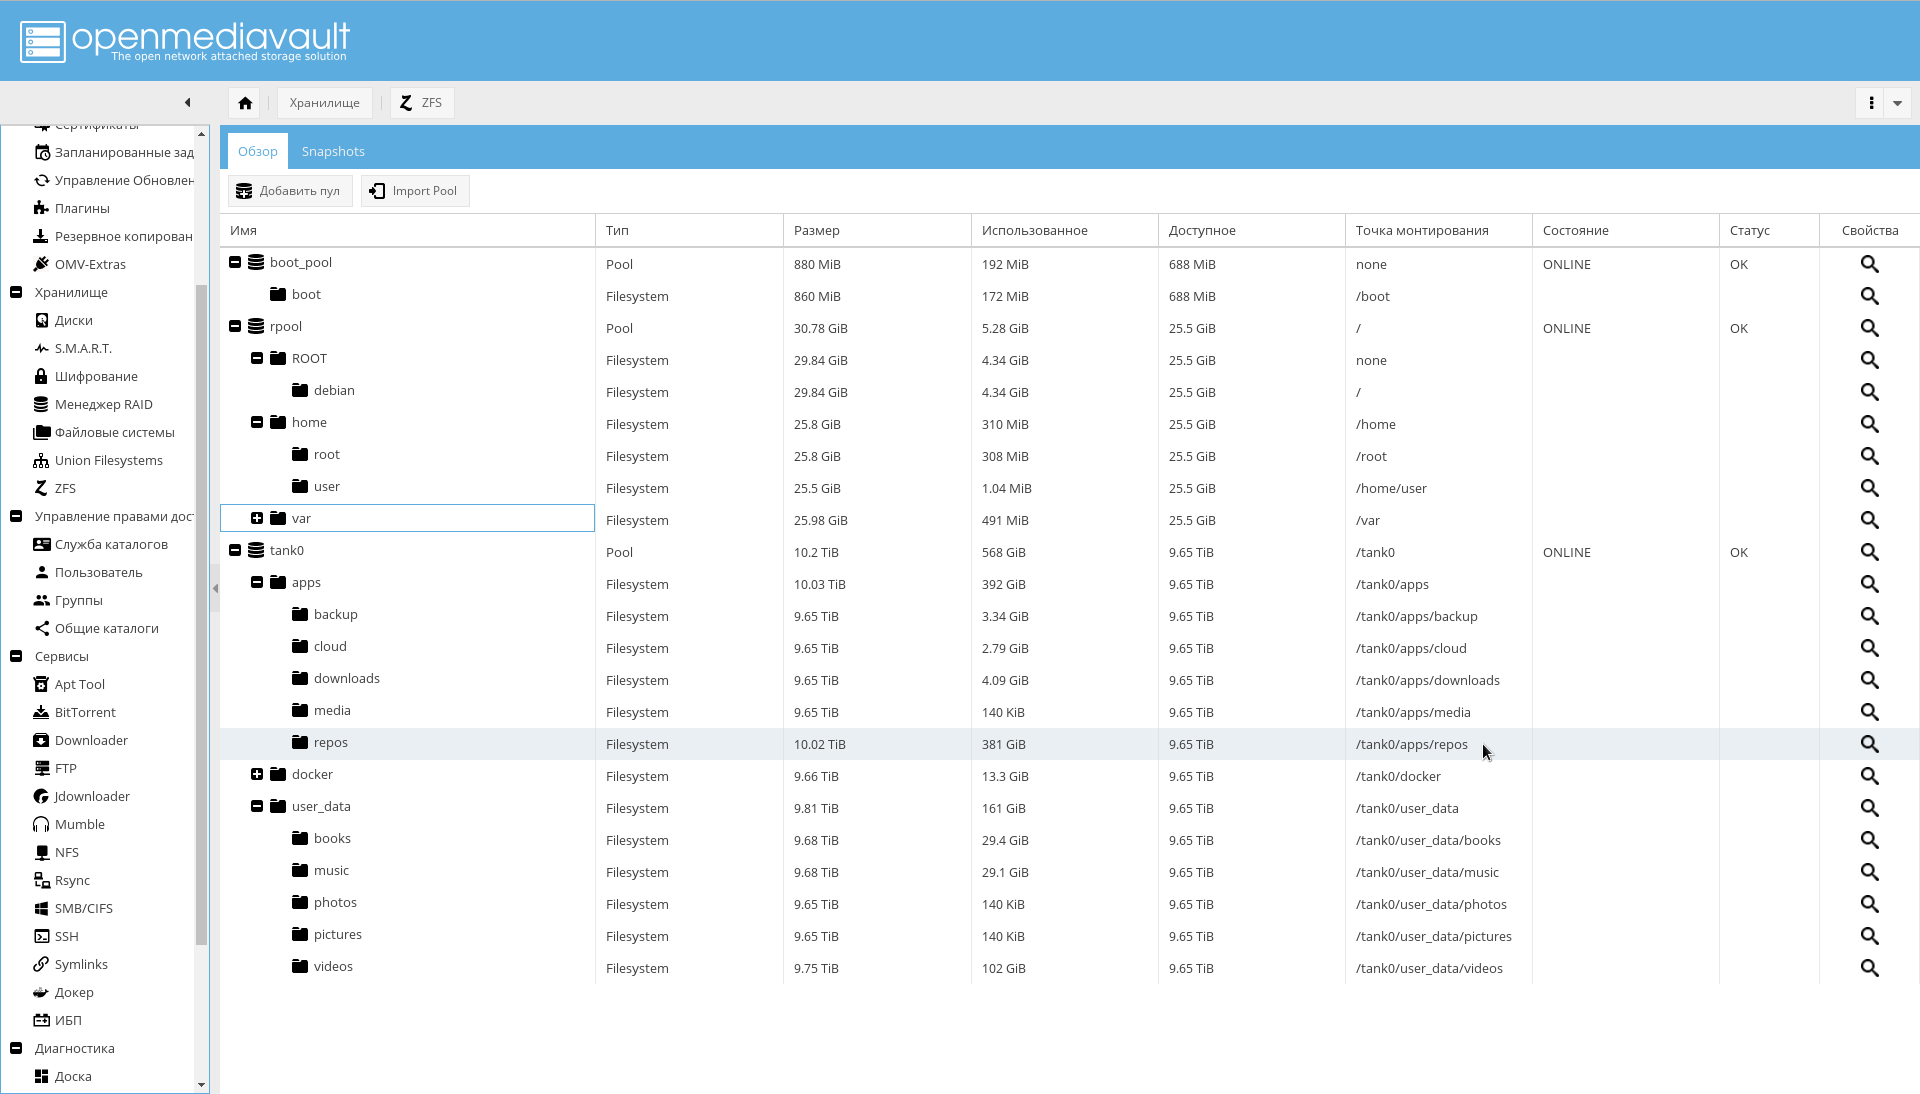 openmediavault
The open network attached storage solution
Хранилище
ZFS
Сертификаты
Запланированные зад
Управление Обновлен
Плагины
Резервное копирован
OMV-Extras
Хранилище
Диски
S.M.A.R.T.
Шифрование
Менеджер RAID
Файловые системы
Union Filesystems
ZFS
Управление правами дос
Служба каталогов
Пользователь
Группы
Общие каталоги
Сервисы
Apt Tool
BitTorrent
Downloader
FTP
Jdownloader
Mumble
NFS
Rsync
SMB/CIFS
SSH
Symlinks
Докер
ИБП
Диагностика
Доска
Обзор Snapshots
Добавить пул Import Pool
Имя Тип Размер Использованное Доступное Точка монтирования Состояние Статус Свойства
boot_pool Pool 880 MiB 192 MiB 688 MiB none ONLINE OK
boot Filesystem 860 MiB 172 MiB 688 MiB /boot
rpool Pool 30.78 GiB 5.28 GiB 25.5 GiB / ONLINE OK
ROOT Filesystem 29.84 GiB 4.34 GiB 25.5 GiB none
debian Filesystem 29.84 GiB 4.34 GiB 25.5 GiB /
home Filesystem 25.8 GiB 310 MiB 25.5 GiB /home
root Filesystem 25.8 GiB 308 MiB 25.5 GiB /root
user Filesystem 25.5 GiB 1.04 MiB 25.5 GiB /home/user
var Filesystem 25.98 GiB 491 MiB 25.5 GiB /var
tank0 Pool 10.2 TiB 568 GiB 9.65 TiB /tank0 ONLINE OK
apps Filesystem 10.03 TiB 392 GiB 9.65 TiB /tank0/apps
backup Filesystem 9.65 TiB 3.34 GiB 9.65 TiB /tank0/apps/backup
cloud Filesystem 9.65 TiB 2.79 GiB 9.65 TiB /tank0/apps/cloud
downloads Filesystem 9.65 TiB 4.09 GiB 9.65 TiB /tank0/apps/downloads
media Filesystem 9.65 TiB 140 KiB 9.65 TiB /tank0/apps/media
repos Filesystem 10.02 TiB 381 GiB 9.65 TiB /tank0/apps/repos
docker Filesystem 9.66 TiB 13.3 GiB 9.65 TiB /tank0/docker
user_data Filesystem 9.81 TiB 161 GiB 9.65 TiB /tank0/user_data
books Filesystem 9.68 TiB 29.4 GiB 9.65 TiB /tank0/user_data/books
music Filesystem 9.68 TiB 29.1 GiB 9.65 TiB /tank0/user_data/music
photos Filesystem 9.65 TiB 140 KiB 9.65 TiB /tank0/user_data/photos
pictures Filesystem 9.65 TiB 140 KiB 9.65 TiB /tank0/user_data/pictures
videos Filesystem 9.75 TiB 102 GiB 9.65 TiB /tank0/user_data/videos